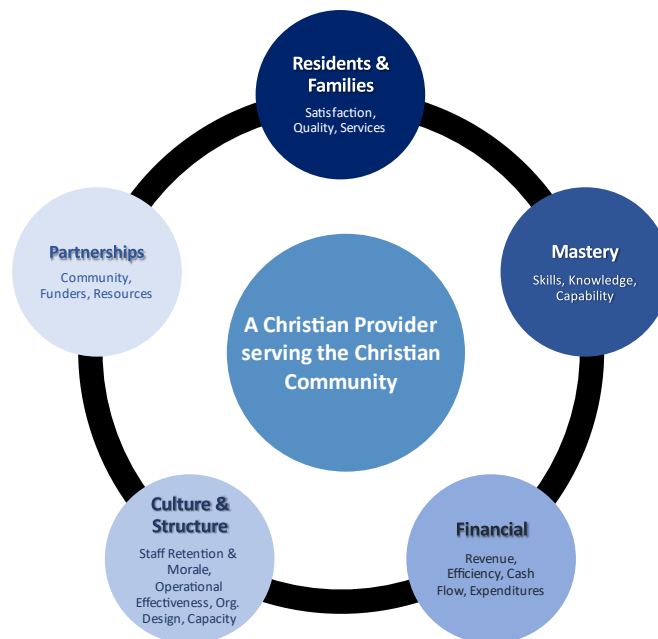 Residents &
Families
Satisfaction,
Quality, Services
Partnerships
Community,
Funders, Resources
Mastery
Skills, Knowledge,
Capability
A Christian Provider
serving the Christian
Community
Culture &
Structure
Staff Retention &
Morale,
Operational
Effectiveness, Org.
Design, Capacity
Financial
Revenue,
Efficiency, Cash
Flow, Expenditures